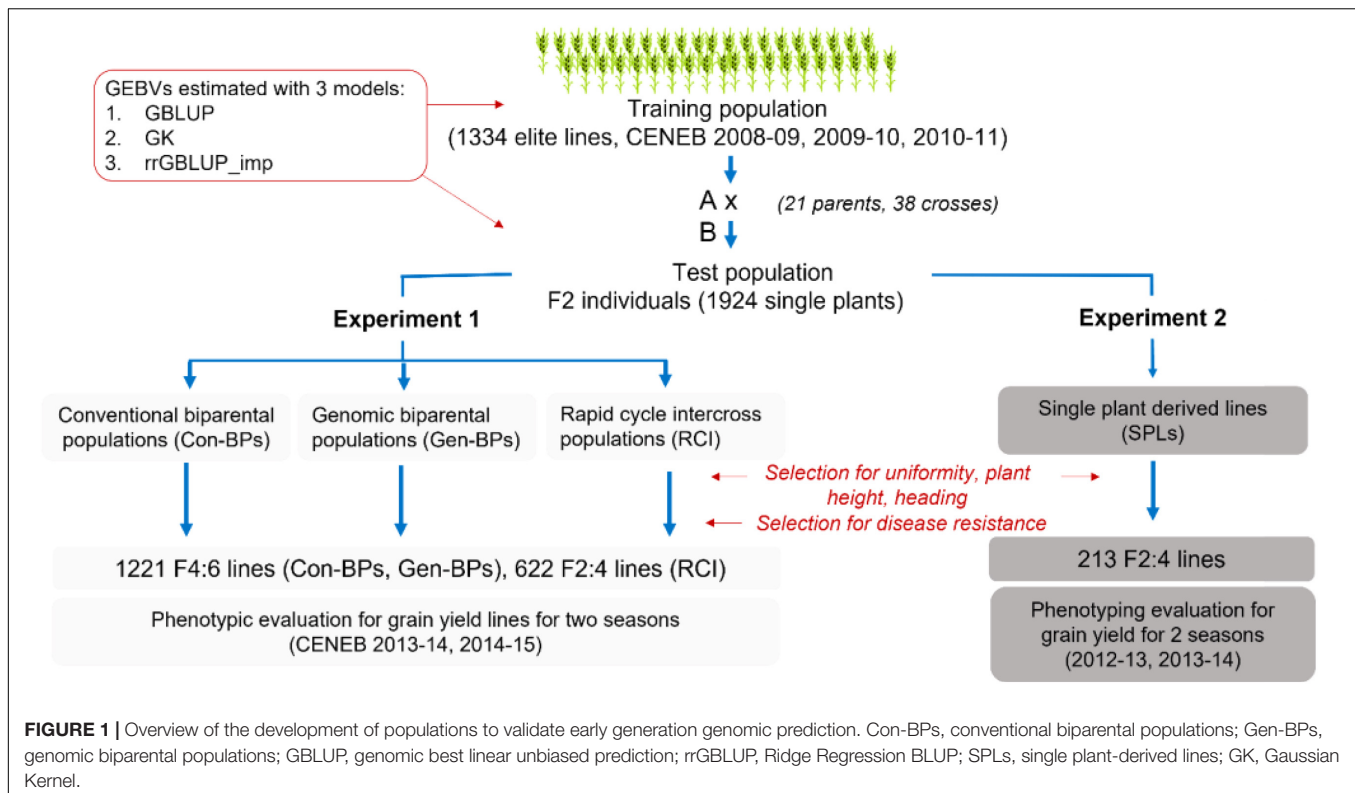 GEBVs estimated with 3 models:
1. GBLUP
2. GK
3. rrGBLUP_imp
Training population
(1334 elite lines, CENEB 2008-09, 2009-10, 2010-11)
A x
B
(21 parents, 38 crosses)
Test population
F2 individuals (1924 single plants)
Experiment 1
Experiment 2
Conventional biparental
populations (Con-BPs)
Genomic biparental
populations (Gen-BPs)
Rapid cycle intercross
populations (RCI)
Single plant derived lines
(SPLs)
Selection for uniformity, plant
height, heading
Selection for disease resistance
1221 F4:6 lines (Con-BPs, Gen-BPs), 622 F2:4 lines (RCI)
213 F2:4 lines
Phenotypic evaluation for grain yield lines for two seasons
(CENEB 2013-14, 2014-15)
Phenotyping evaluation for
grain yield for 2 seasons
(2012-13, 2013-14)
FIGURE 1 | Overview of the development of populations to validate early generation genomic prediction. Con-BPs, conventional biparental populations; Gen-BPs,
genomic biparental populations; GBLUP, genomic best linear unbiased prediction; rrGBLUP, Ridge Regression BLUP; SPLs, single plant-derived lines; GK, Gaussian
Kernel.